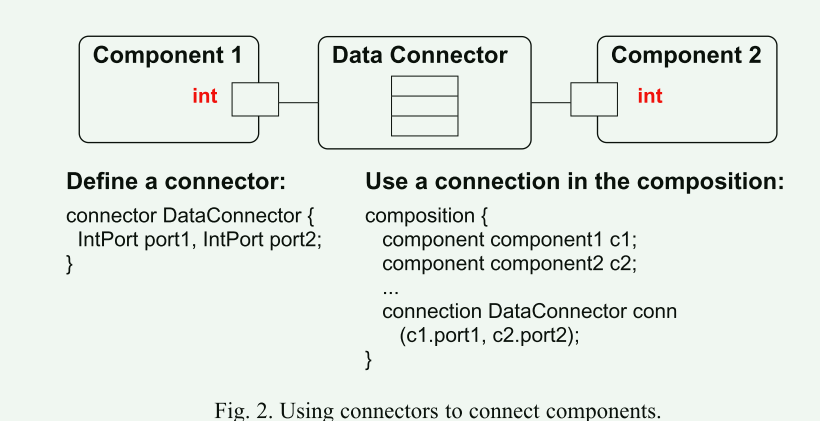 Component 1
Data Connector
Component 2
int
int
Define a connector:
connector DataConnector {
IntPort port1, IntPort port2;
}
Use a connection in the composition:
composition {
component component1 c1;
component component2 c2;
...
connection DataConnector conn
(c1.port1, c2.port2);
}
Fig. 2. Using connectors to connect components.